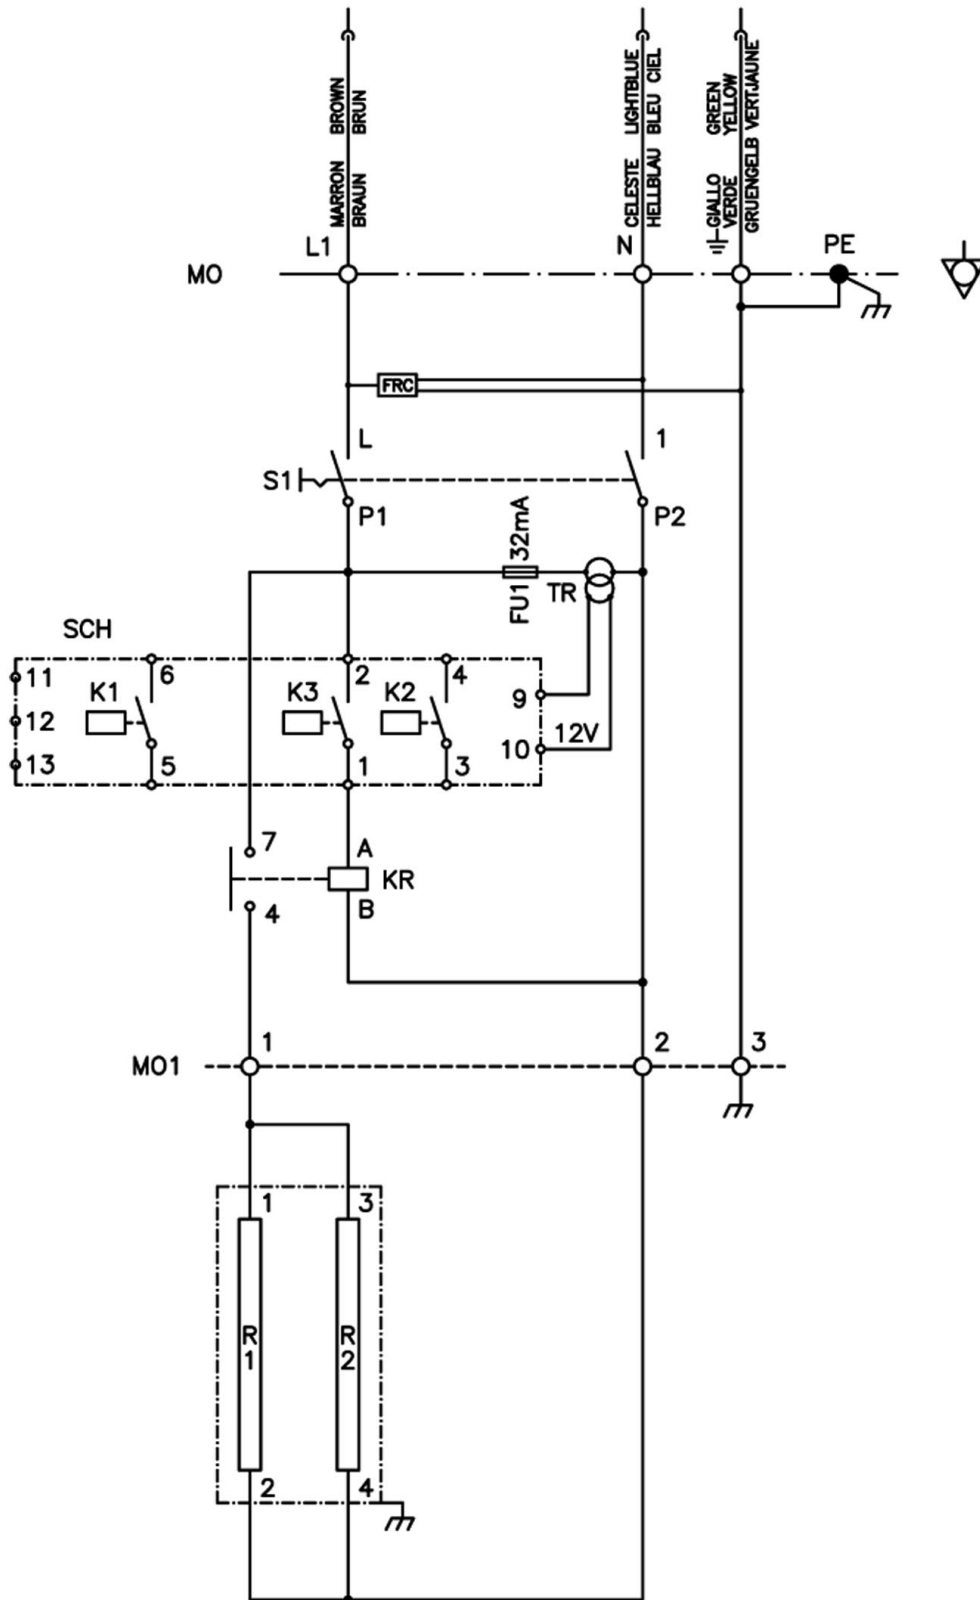 MARRON BROWN
BRAUN BRUN
CELESTE LIGHTBLUE
HELLBLAU BLEU CIEL
GIALLO GREEN
VERDE YELLOW
GRUENGELB VERTJAUNE
L1
N
PE
MO
FRC
L
1
S1
P1
P2
FU1 32mA
TR
SCH
11
6
2
4
K1
K3
K2
9
12
12V
10
13
5
1
3
7
A
KR
4
B
1
2
3
MO1
1
3
R1
R2
2
4